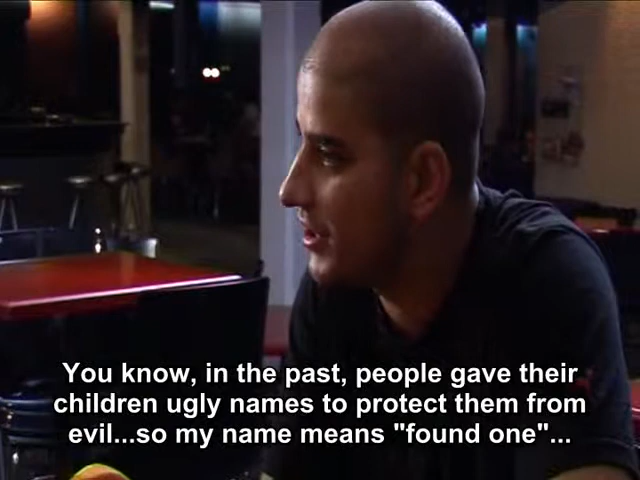 You know, in the past, people gave their
children ugly names to protect them from
evil...so my name means "found one"...